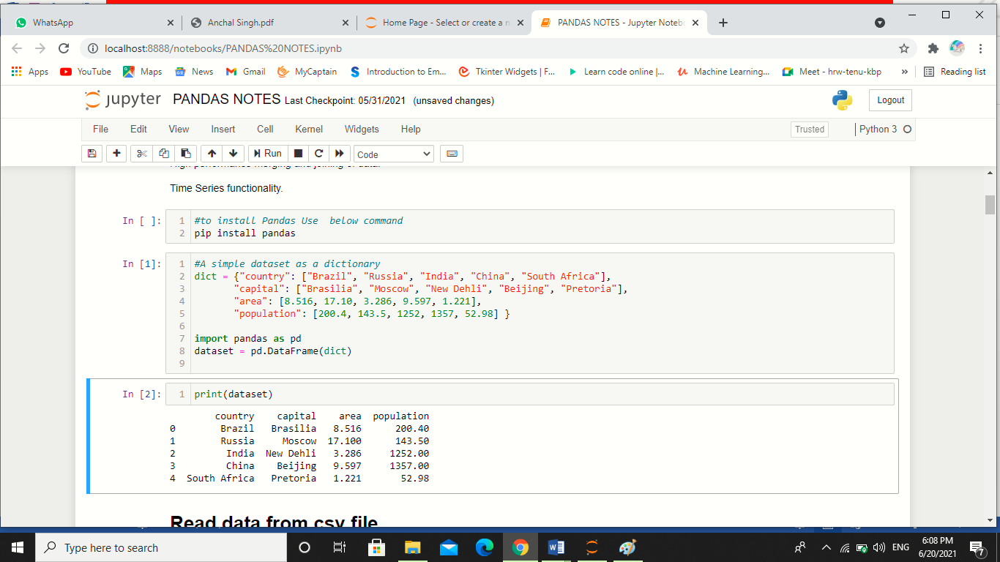 WhatsApp
Anchal Singh.pdf
Home Page - Select or create a n
PANDAS NOTES - Jupyter Notebo
localhost:8888/notebooks/PANDAS%20NOTES.ipynb
Apps YouTube Maps News Gmail MyCaptain Introduction to Em... Tkinter Widgets | F... Learn code online |... Machine Learning... Meet - hrw-tenu-kbp » Reading list
jupyter PANDAS NOTES Last Checkpoint: 05/31/2021 (unsaved changes) Logout
File Edit View Insert Cell Kernel Widgets Help Trusted Python 3
Run Code
High performance merging and joining of data.
Time Series functionality.
In [ ]: 1 #to install Pandas Use  below command
2 pip install pandas
In [1]: 1 #A simple dataset as a dictionary
2 dict = {"country": ["Brazil", "Russia", "India", "China", "South Africa"],
3 "capital": ["Brasilia", "Moscow", "New Dehli", "Beijing", "Pretoria"],
4 "area": [8.516, 17.10, 3.286, 9.597, 1.221],
5 "population": [200.4, 143.5, 1252, 1357, 52.98] }
6
7 import pandas as pd
8 dataset = pd.DataFrame(dict)
9
In [2]: 1 print(dataset)
country capital area population
0 Brazil Brasilia 8.516 200.40
1 Russia Moscow 17.100 143.50
2 India New Dehli 3.286 1252.00
3 China Beijing 9.597 1357.00
4 South Africa Pretoria 1.221 52.98
Read data from csv file
Type here to search
ENG
6:08 PM
6/20/2021
7